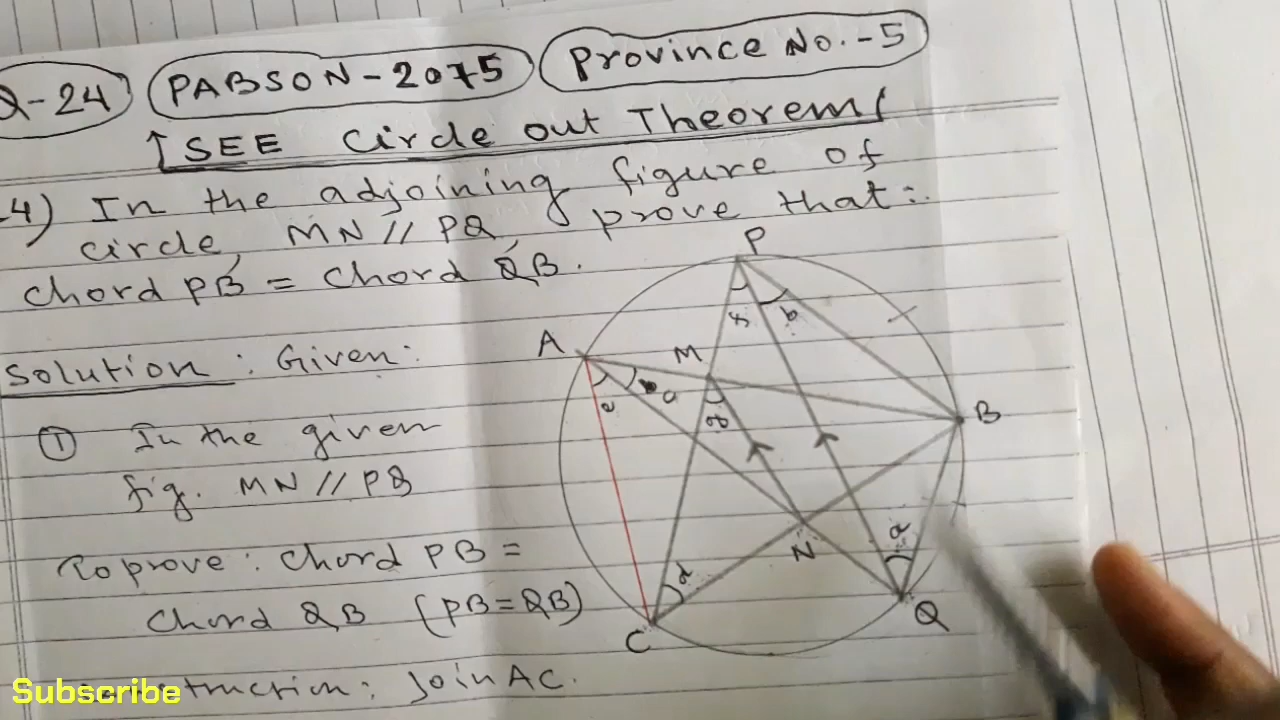 Q-24 PABSON-2075 Province No.-5
SEE Circle out Theorem
4) In the adjoining figure of
circle, MN // PQ, prove that:
chord PB = chord QB.
Solution: Given:
① In the given
fig. MN // PQ
To prove: chord PB =
chord QB (PB=QB)
Construction: Join AC.
P
f b
A M
e c
g B
a
N
d
C Q
Subscribe